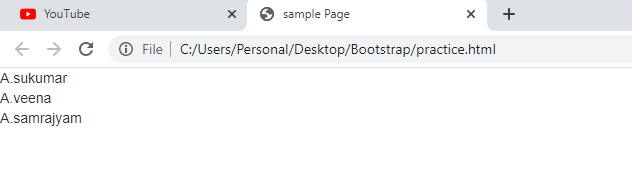 YouTube
sample Page
File
C:/Users/Personal/Desktop/Bootstrap/practice.html
A.sukumar
A.veena
A.samrajyam